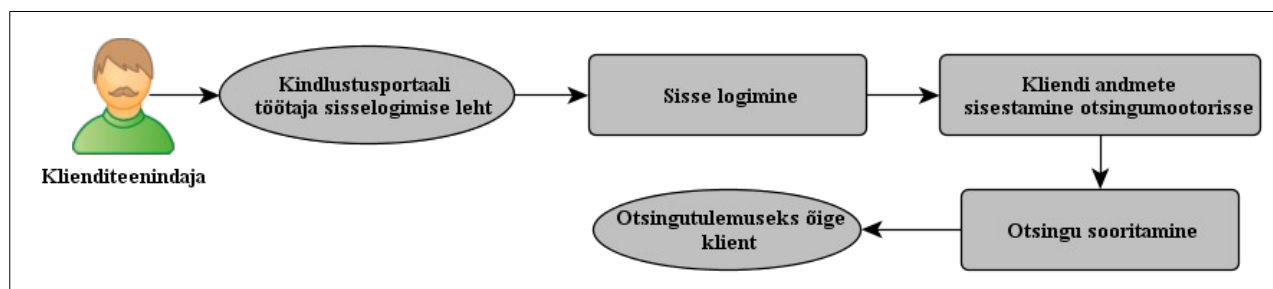 Klienditeenindaja
Kindlustusportaali
töötaja sisselogimise leht
Sisse logimine
Kliendi andmete
sisestamine otsingumootorisse
Otsingu sooritamine
Otsingutulemuseks õige
klient